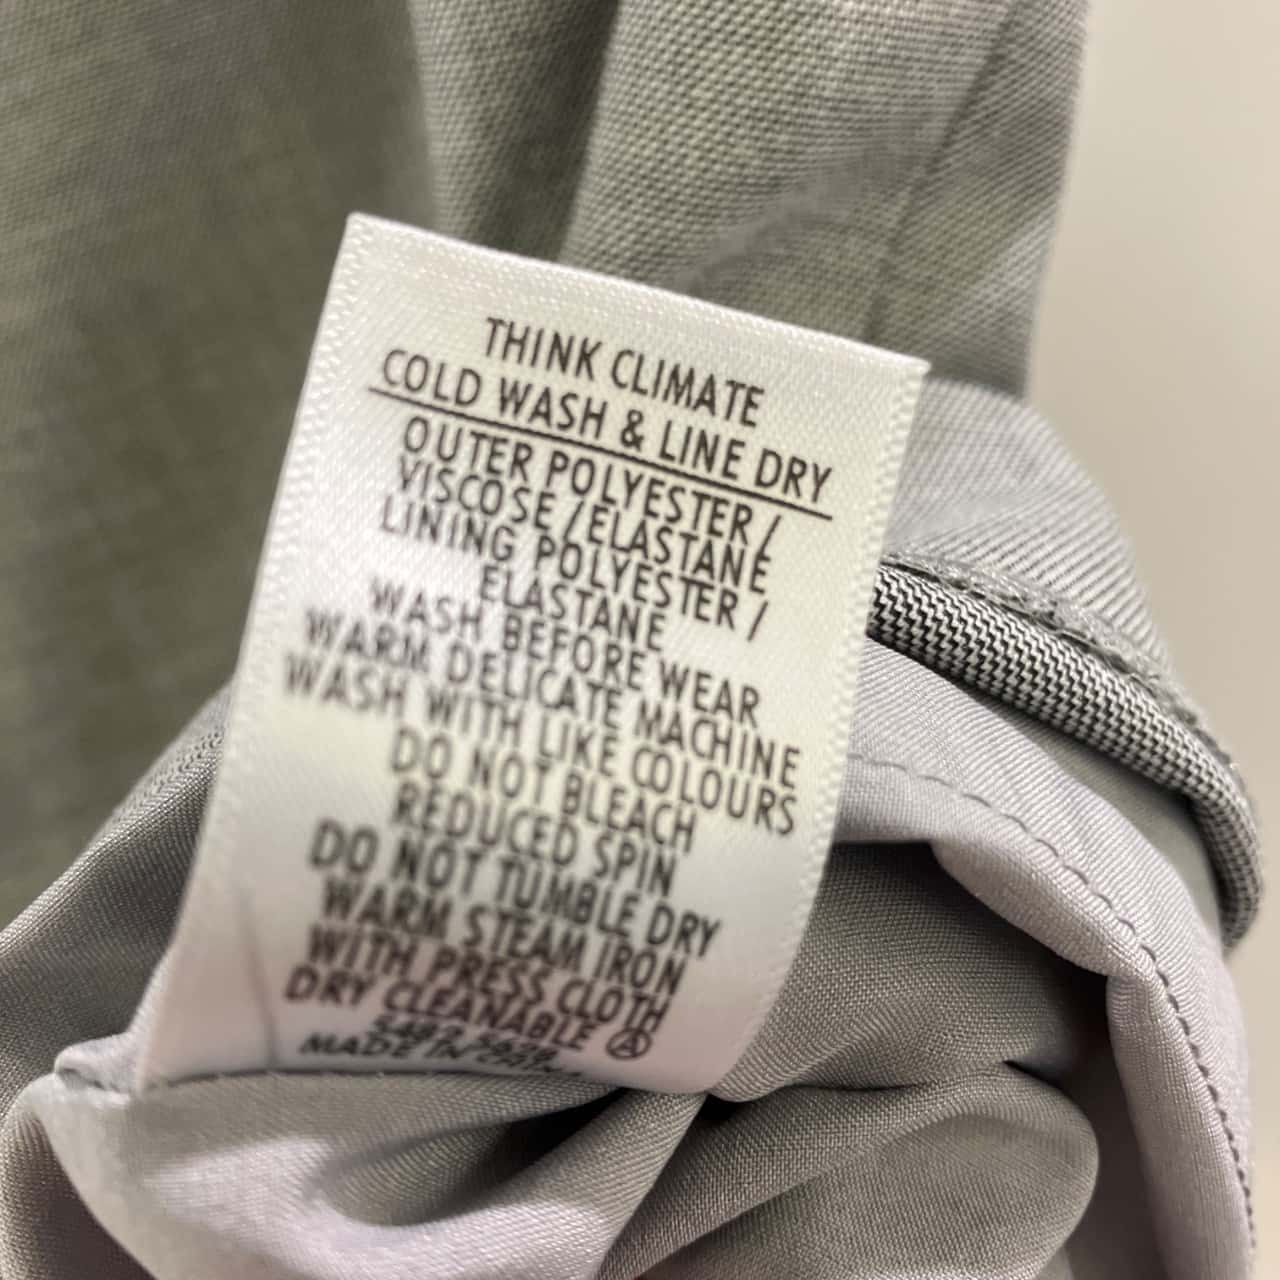 THINK CLIMATE
COLD WASH & LINE DRY
OUTER POLYESTER /
VISCOSE / ELASTANE
LINING POLYESTER /
ELASTANE
WASH BEFORE WEAR
WARM DELICATE MACHINE
WASH WITH LIKE COLOURS
DO NOT BLEACH
REDUCED SPIN
DO NOT TUMBLE DRY
WARM STEAM IRON
WITH PRESS CLOTH
DRY CLEANABLE Ⓐ
MADE IN CHINA